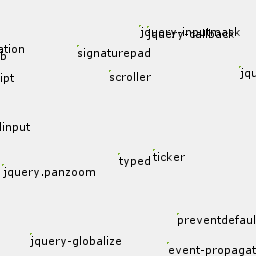 jquery-inputmask
jquery-callback
ation
signaturepad
b
scroller
jqu
ipt
linput
typed
ticker
jquery.panzoom
preventdefaul
jquery-globalize
event-propagat